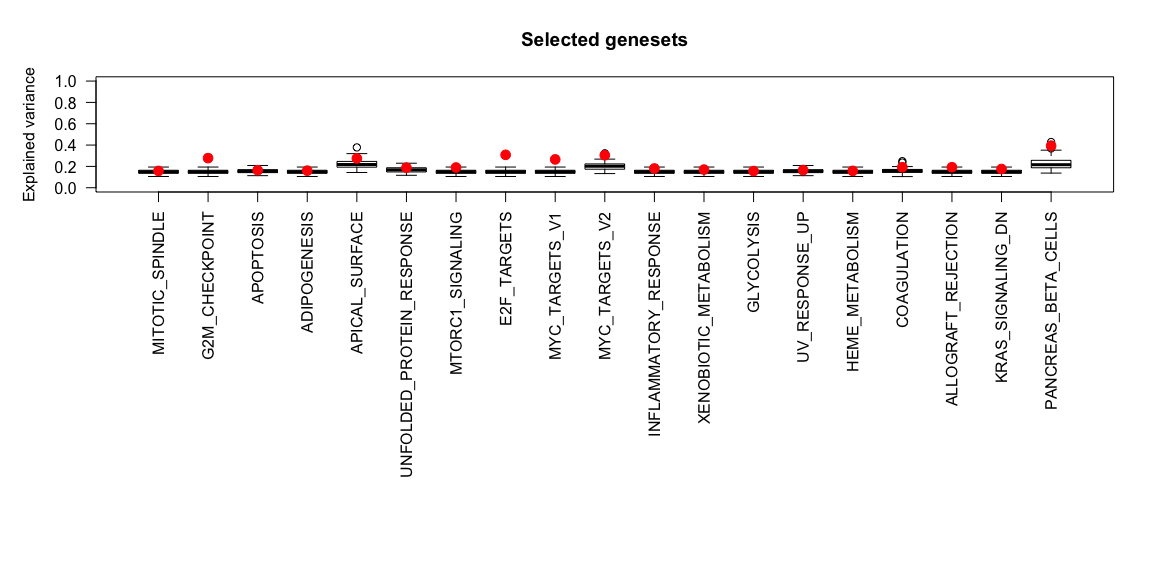 Selected genesets
Explained variance
1.0
0.8
0.6
0.4
0.2
0.0
MITOTIC_SPINDLE
G2M_CHECKPOINT
APOPTOSIS
ADIPOGENESIS
APICAL_SURFACE
UNFOLDED_PROTEIN_RESPONSE
MTORC1_SIGNALING
E2F_TARGETS
MYC_TARGETS_V1
MYC_TARGETS_V2
INFLAMMATORY_RESPONSE
XENOBIOTIC_METABOLISM
GLYCOLYSIS
UV_RESPONSE_UP
HEME_METABOLISM
COAGULATION
ALLOGRAFT_REJECTION
KRAS_SIGNALING_DN
PANCREAS_BETA_CELLS